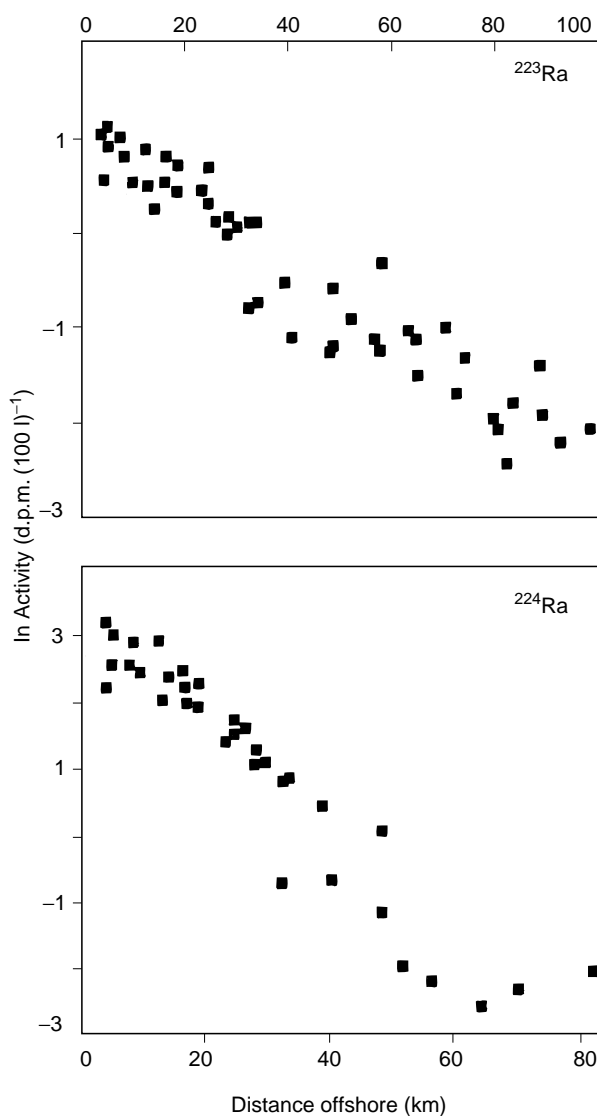 0 20 40 60 80 100
²²³Ra
1
−1
−3
ln Activity (d.p.m. (100 l)⁻¹)
²²⁴Ra
3
1
−1
−3
0 20 40 60 80
Distance offshore (km)